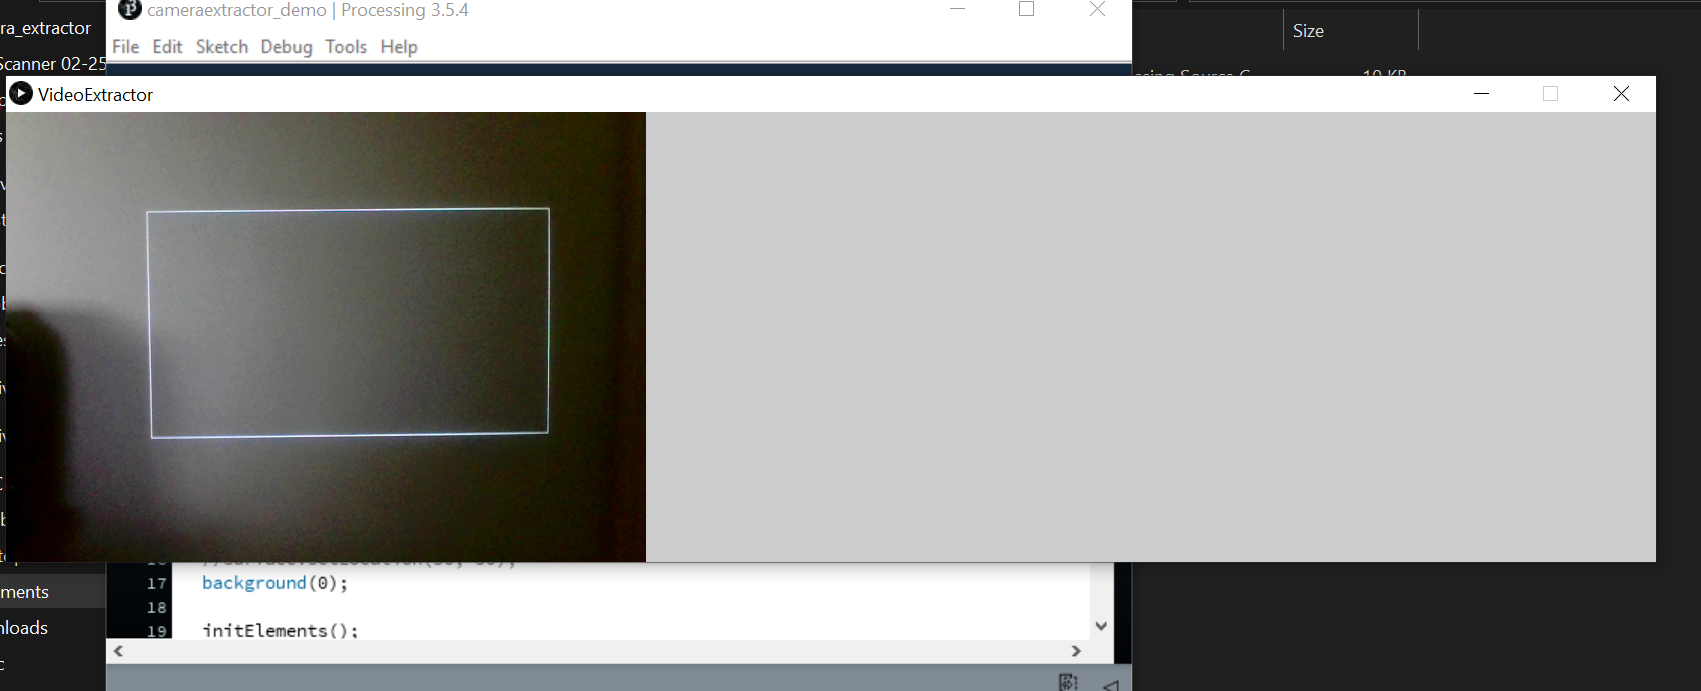 cameraextractor_demo | Processing 3.5.4
ra_extractor
File Edit Sketch Debug Tools Help
Size
Scanner 02-25
VideoExtractor
17 background(0);
18
19 initElements();
ments
nloads